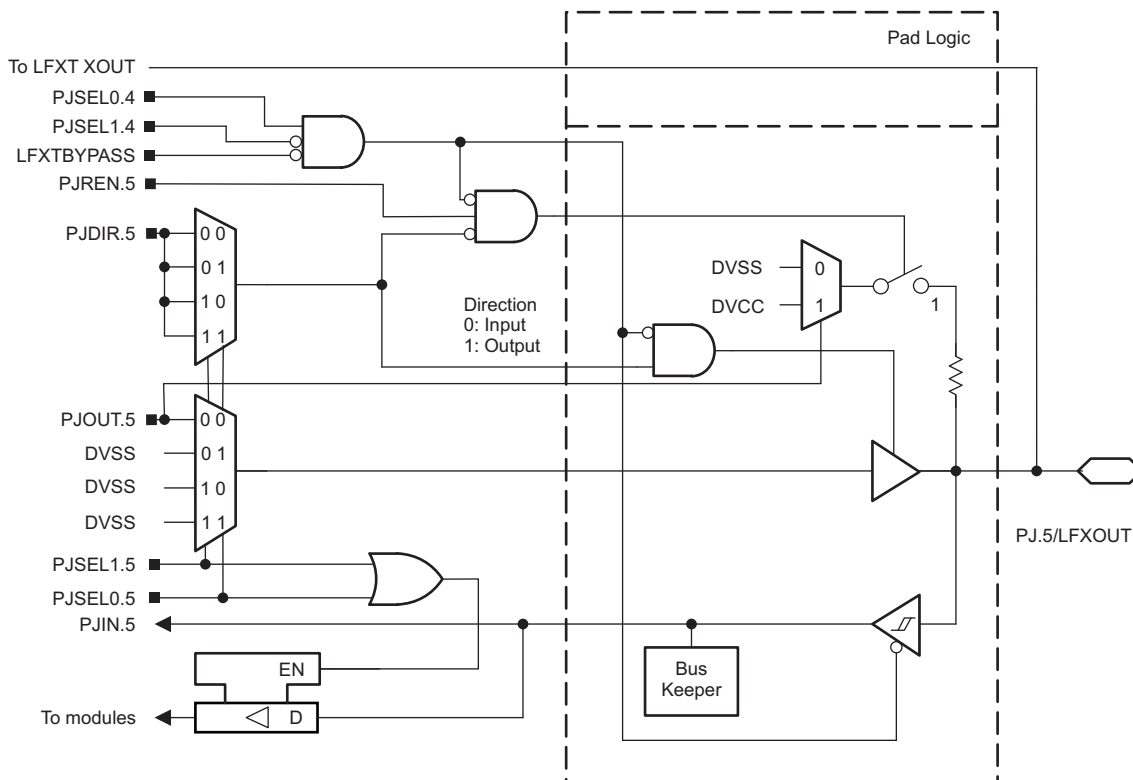 Pad Logic
To LFXT XOUT
PJSEL0.4
PJSEL1.4
LFXTBYPASS
PJREN.5
PJDIR.5
0 0
0 1
1 0
1 1
Direction
0: Input
1: Output
DVSS
0
DVCC
1
1
PJOUT.5
0 0
DVSS
0 1
DVSS
1 0
DVSS
1 1
PJ.5/LFXOUT
PJSEL1.5
PJSEL0.5
PJIN.5
Bus
Keeper
EN
To modules
D